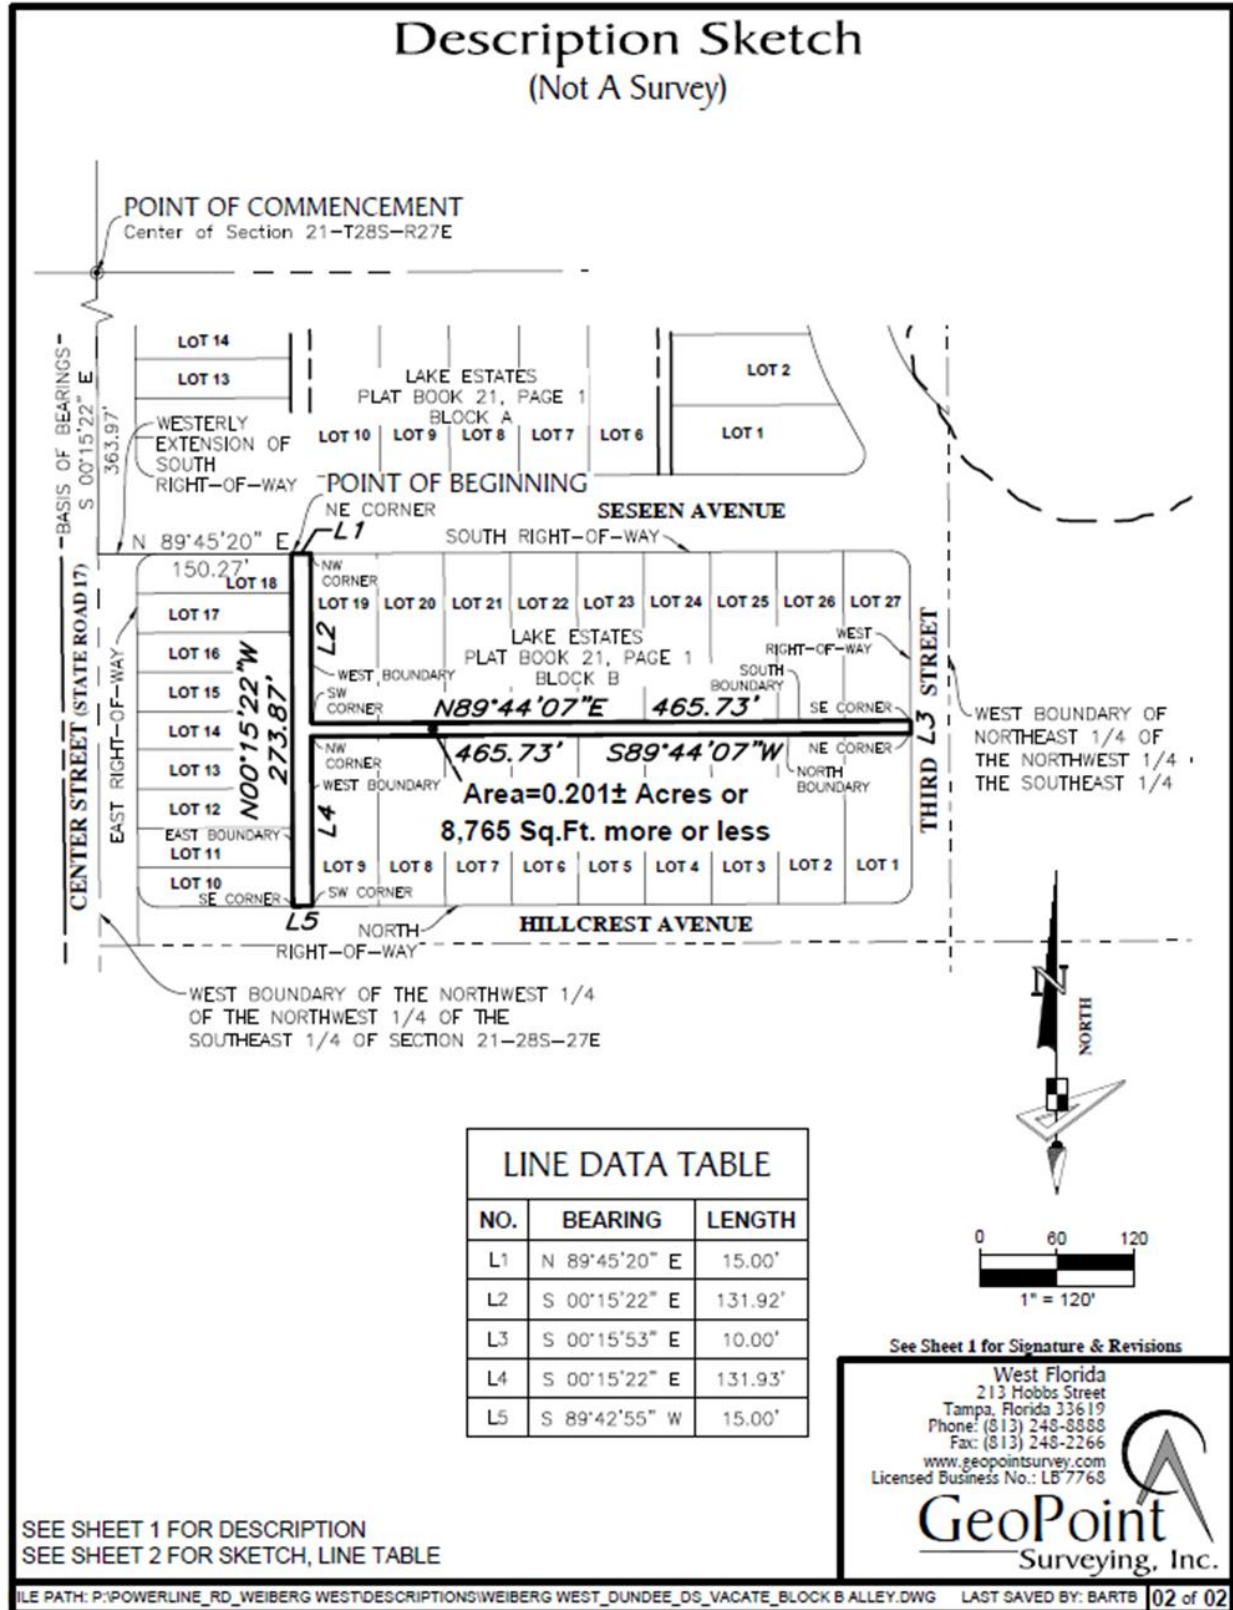 Description Sketch
(Not A Survey)
POINT OF COMMENCEMENT
Center of Section 21-T28S-R27E
BASIS OF BEARINGS
S 00°15'22" E
363.97'
LOT 14
LOT 13
WESTERLY
EXTENSION OF
SOUTH
RIGHT-OF-WAY
LAKE ESTATES
PLAT BOOK 21, PAGE 1
BLOCK A
LOT 10
LOT 9
LOT 8
LOT 7
LOT 6
LOT 2
LOT 1
POINT OF BEGINNING
NE CORNER
L1
SESEEN AVENUE
SOUTH RIGHT-OF-WAY
N 89°45'20" E
150.27'
LOT 18
LOT 17
LOT 16
LOT 15
LOT 14
LOT 13
LOT 12
EAST BOUNDARY
LOT 11
LOT 10
SE CORNER
CENTER STREET (STATE ROAD 17)
EAST RIGHT-OF-WAY
N00°15'22"W
273.87'
NW
CORNER
LOT 19
LOT 20
LOT 21
LOT 22
LOT 23
LOT 24
LOT 25
LOT 26
LOT 27
L2
LAKE ESTATES
PLAT BOOK 21, PAGE 1
BLOCK B
WEST BOUNDARY
SW
CORNER
WEST
RIGHT-OF-WAY
SOUTH
BOUNDARY
SE CORNER
N89°44'07"E 465.73'
465.73' S89°44'07"W
NE CORNER
NORTH
BOUNDARY
NW
CORNER
WEST BOUNDARY
L4
Area=0.201± Acres or
8,765 Sq.Ft. more or less
THIRD STREET
L3
WEST BOUNDARY OF
NORTHEAST 1/4 OF
THE NORTHWEST 1/4
THE SOUTHEAST 1/4
LOT 9
LOT 8
LOT 7
LOT 6
LOT 5
LOT 4
LOT 3
LOT 2
LOT 1
SW CORNER
L5
NORTH
RIGHT-OF-WAY
HILLCREST AVENUE
WEST BOUNDARY OF THE NORTHWEST 1/4
OF THE NORTHWEST 1/4 OF THE
SOUTHEAST 1/4 OF SECTION 21-28S-27E
N
NORTH
LINE DATA TABLE
NO. BEARING LENGTH
L1 N 89°45'20" E 15.00'
L2 S 00°15'22" E 131.92'
L3 S 00°15'53" E 10.00'
L4 S 00°15'22" E 131.93'
L5 S 89°42'55" W 15.00'
0 60 120
1" = 120'
See Sheet 1 for Signature & Revisions
West Florida
213 Hobbs Street
Tampa, Florida 33619
Phone: (813) 248-8888
Fax: (813) 248-2266
www.geopointsurvey.com
Licensed Business No.: LB 7768
GeoPoint
Surveying, Inc.
SEE SHEET 1 FOR DESCRIPTION
SEE SHEET 2 FOR SKETCH, LINE TABLE
ILE PATH: P:\POWERLINE_RD_WEIBERG WEST\DESCRIPTIONS\WEIBERG WEST_DUNDEE_DS_VACATE_BLOCK B ALLEY.DWG LAST SAVED BY: BARTB 02 of 02